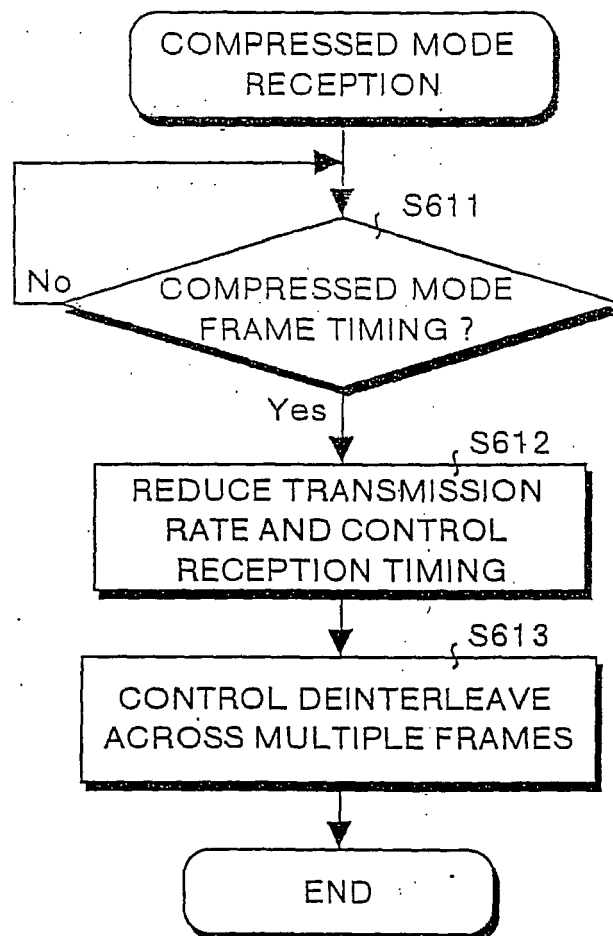 COMPRESSED MODE
RECEPTION
S611
No
COMPRESSED MODE
FRAME TIMING ?
Yes
S612
REDUCE TRANSMISSION
RATE AND CONTROL
RECEPTION TIMING
S613
CONTROL DEINTERLEAVE
ACROSS MULTIPLE FRAMES
END